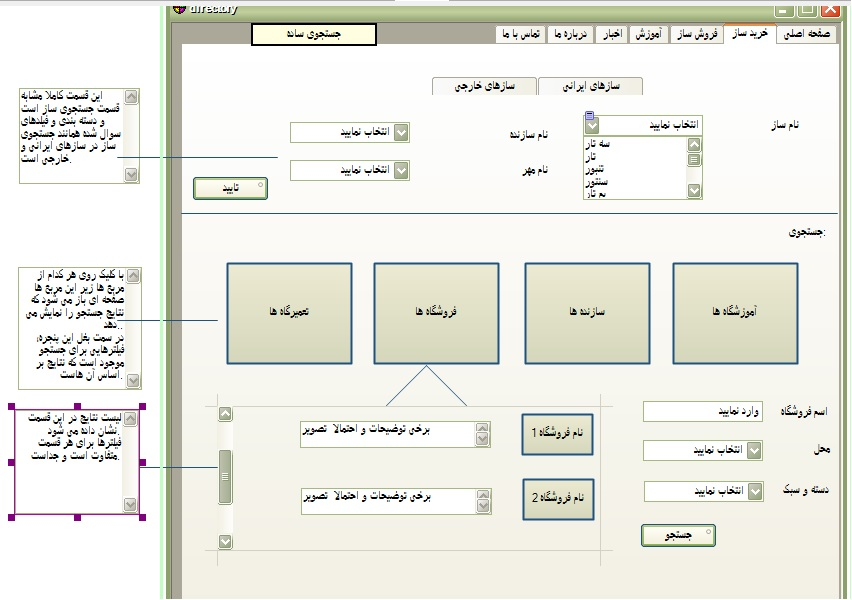 directory
جستجوی ساده
صفحه اصلی
خرید ساز
فروش ساز
آموزش
اخبار
درباره ما
تماس با ما
سازهای ایرانی
سازهای خارجی
نام ساز
انتخاب نمایید
سه تار
تار
تنبور
سنتور
بم تار
نام سازنده
انتخاب نمایید
نام مهر
انتخاب نمایید
تایید
این قسمت کاملا مشابه
قسمت جستجوی ساز است
و دسته بندی و فیلدهای
سوال شده همانند جستجوی
ساز در سازهای ایرانی و
خارجی است.
جستجوی:
آموزشگاه ها
سازنده ها
فروشگاه ها
تعمیرگاه ها
با کلیک روی هر کدام از
مربع ها زیر این مربع ها
صفحه ای باز می شود که
نتایج جستجو را نمایش می
دهد..
در سمت بغل این پنجره،
فیلترهایی برای جستجو
موجود است که نتایج بر
اساس آن هاست.
اسم فروشگاه
وارد نمایید
محل
انتخاب نمایید
دسته و سبک
انتخاب نمایید
جستجو
نام فروشگاه 1
برخی توضیحات و احتمالا تصویر
نام فروشگاه 2
برخی توضیحات و احتمالا تصویر
لیست نتایج در این قسمت
نشان داده می شود.
فیلترها برای هر قسمت
متفاوت است و جداست.